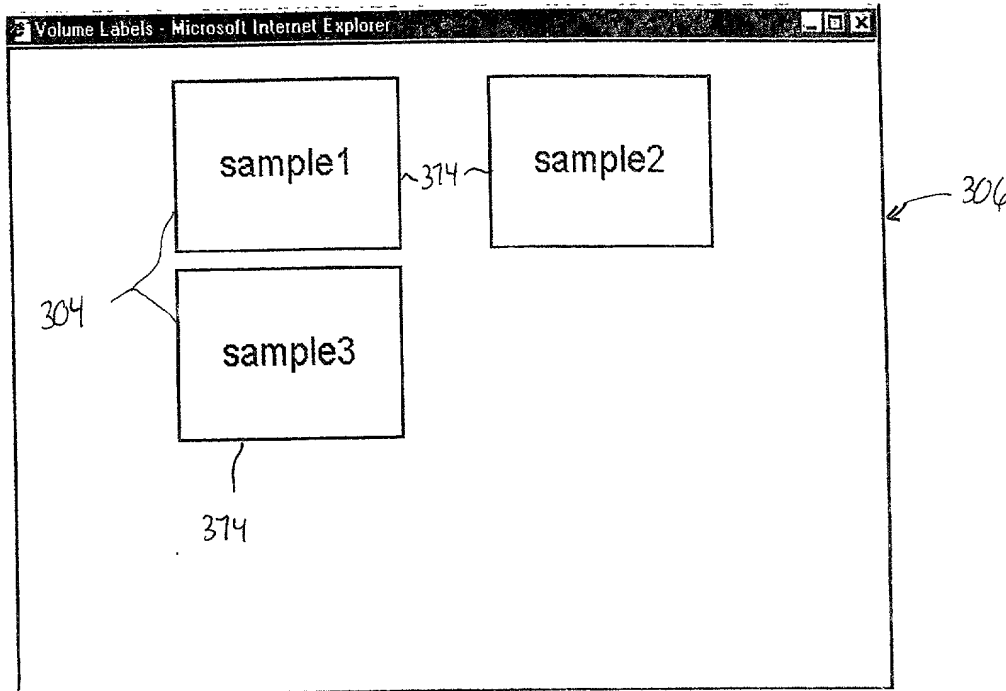 Volume Labels - Microsoft Internet Explorer
sample1
374
sample2
306
304
sample3
374